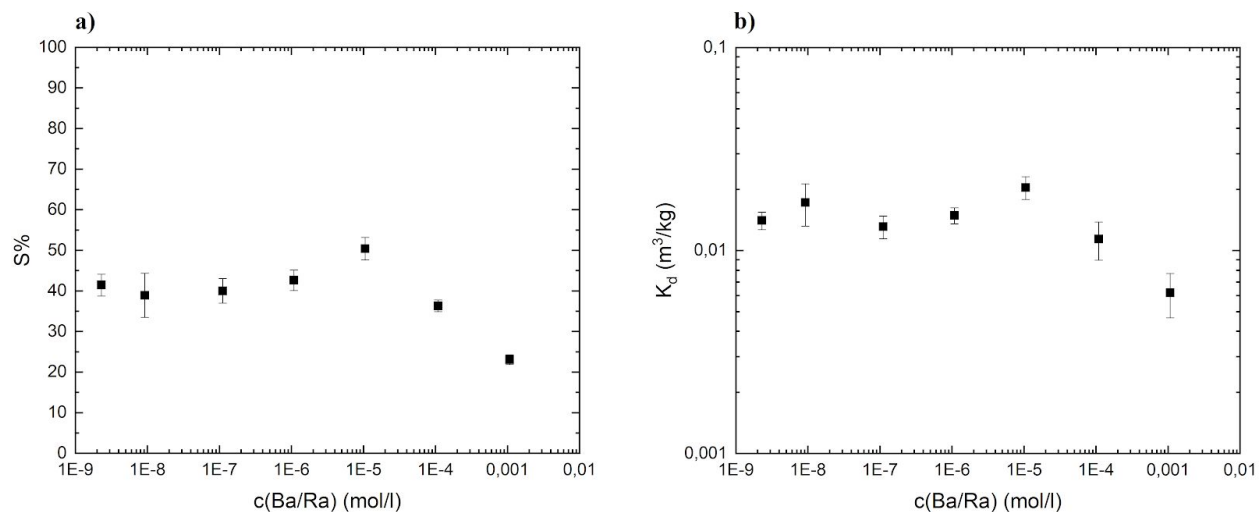 a)
100
90
80
70
60
50
40
30
20
10
0
S%
1E-9 1E-8 1E-7 1E-6 1E-5 1E-4 0,001 0,01
c(Ba/Ra) (mol/l)
b)
0,1
0,01
0,001
K_d (m³/kg)
1E-9 1E-8 1E-7 1E-6 1E-5 1E-4 0,001 0,01
c(Ba/Ra) (mol/l)